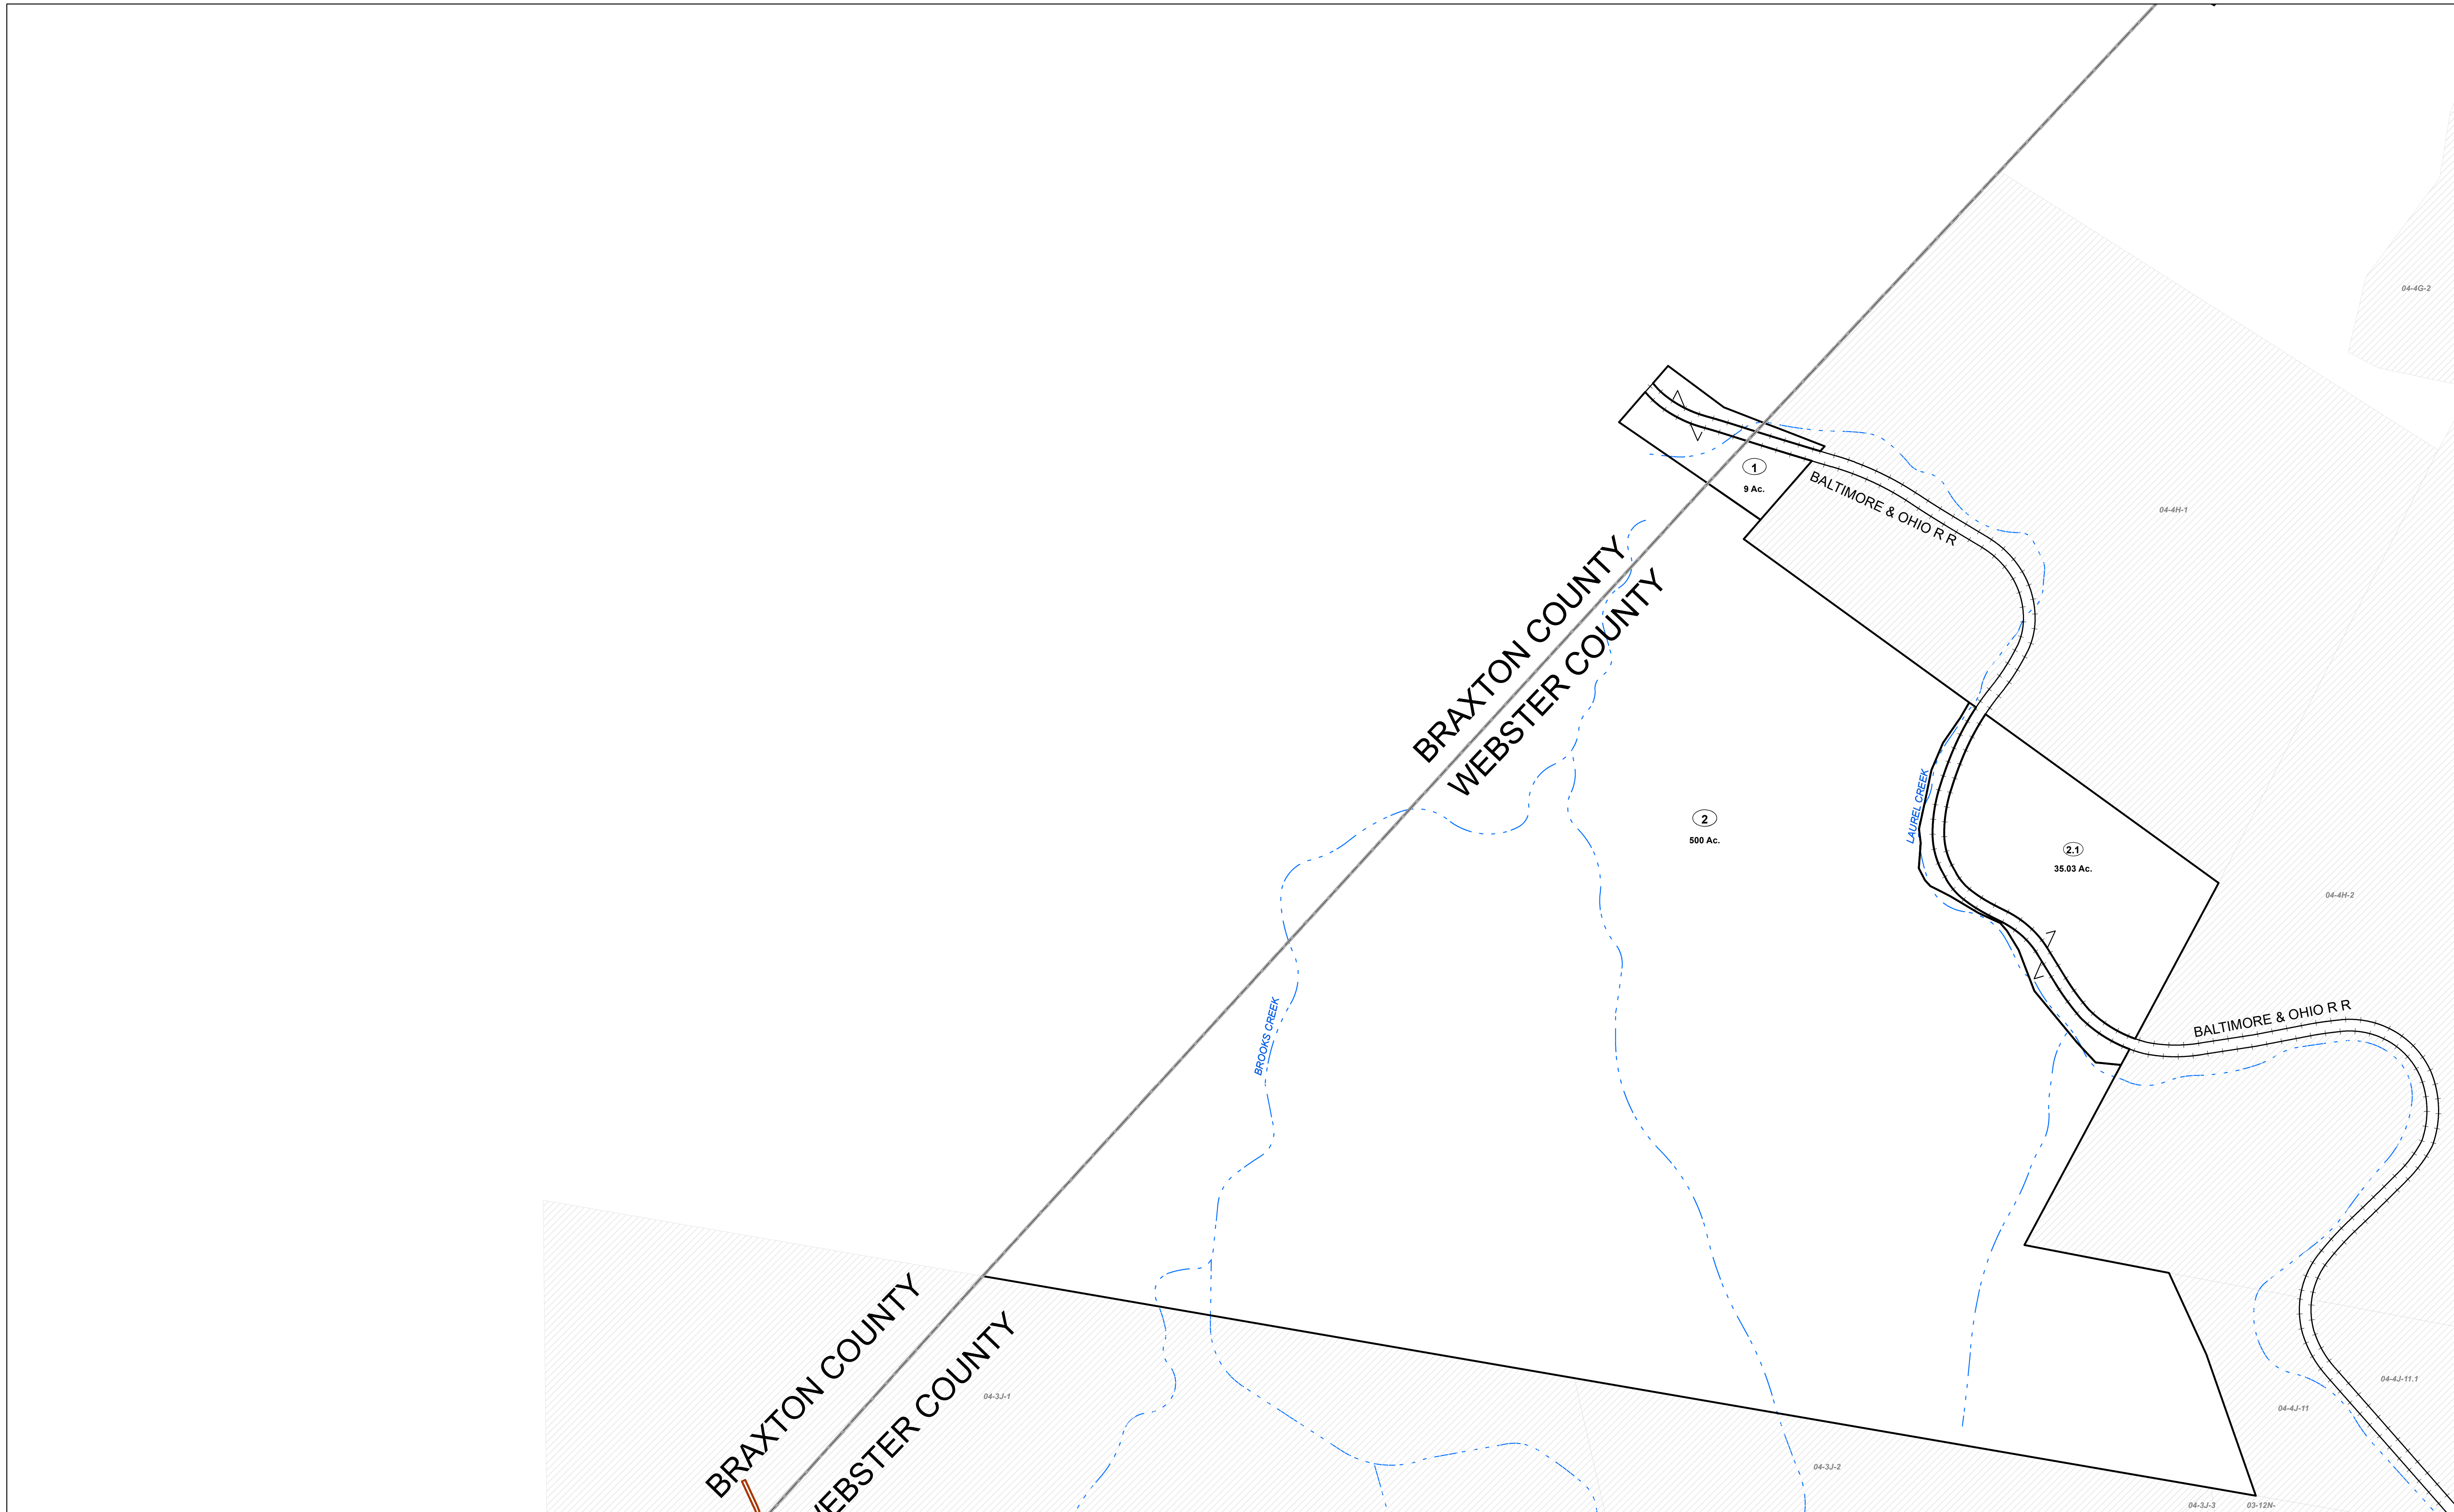 04-4G-2
1
9 Ac.
BALTIMORE & OHIO R R
04-4H-1
BRAXTON COUNTY
WEBSTER COUNTY
2
500 Ac.
LAUREL CREEK
2.1
35.03 Ac.
04-4H-2
BROOKS CREEK
BALTIMORE & OHIO R R
BRAXTON COUNTY
WEBSTER COUNTY
04-3J-1
04-4J-11.1
04-4J-11
04-3J-2
04-3J-3
03-12N-